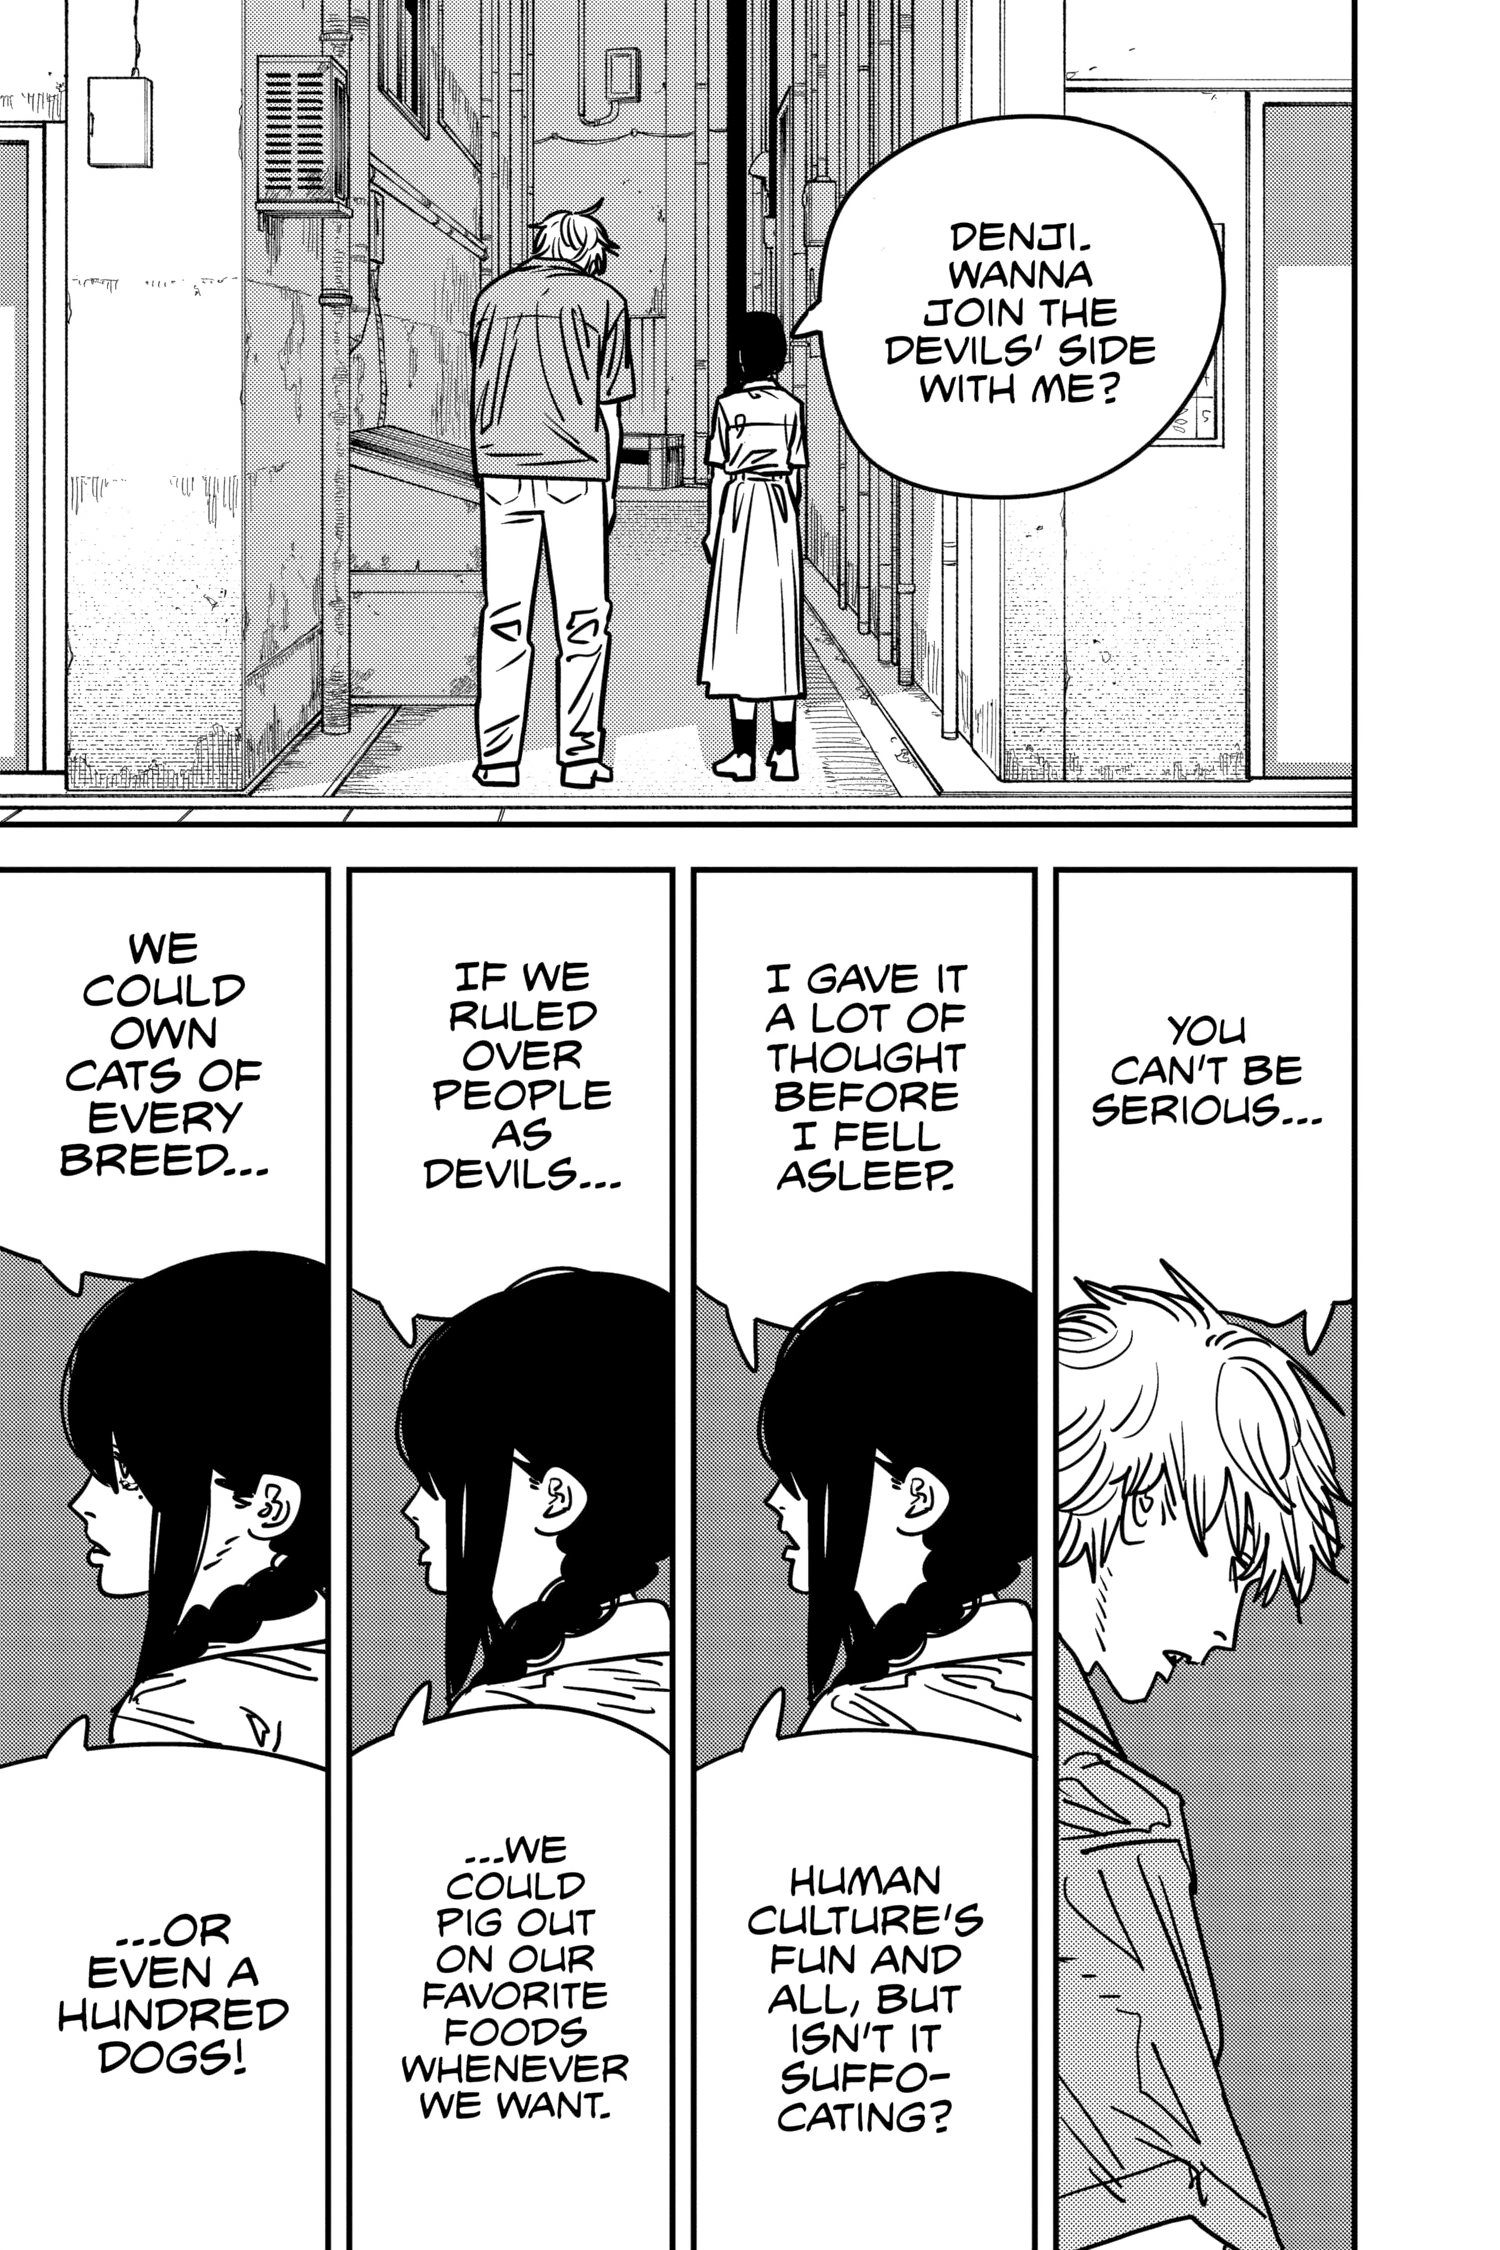 DENJI.
WANNA
JOIN THE
DEVILS' SIDE
WITH ME?
YOU
CAN'T BE
SERIOUS...
I GAVE IT
A LOT OF
THOUGHT
BEFORE
I FELL
ASLEEP.
HUMAN
CULTURE'S
FUN AND
ALL, BUT
ISN'T IT
SUFFO-
CATING?
IF WE
RULED
OVER
PEOPLE
AS
DEVILS...
...WE
COULD
PIG OUT
ON OUR
FAVORITE
FOODS
WHENEVER
WE WANT.
WE
COULD
OWN
CATS OF
EVERY
BREED...
...OR
EVEN A
HUNDRED
DOGS!